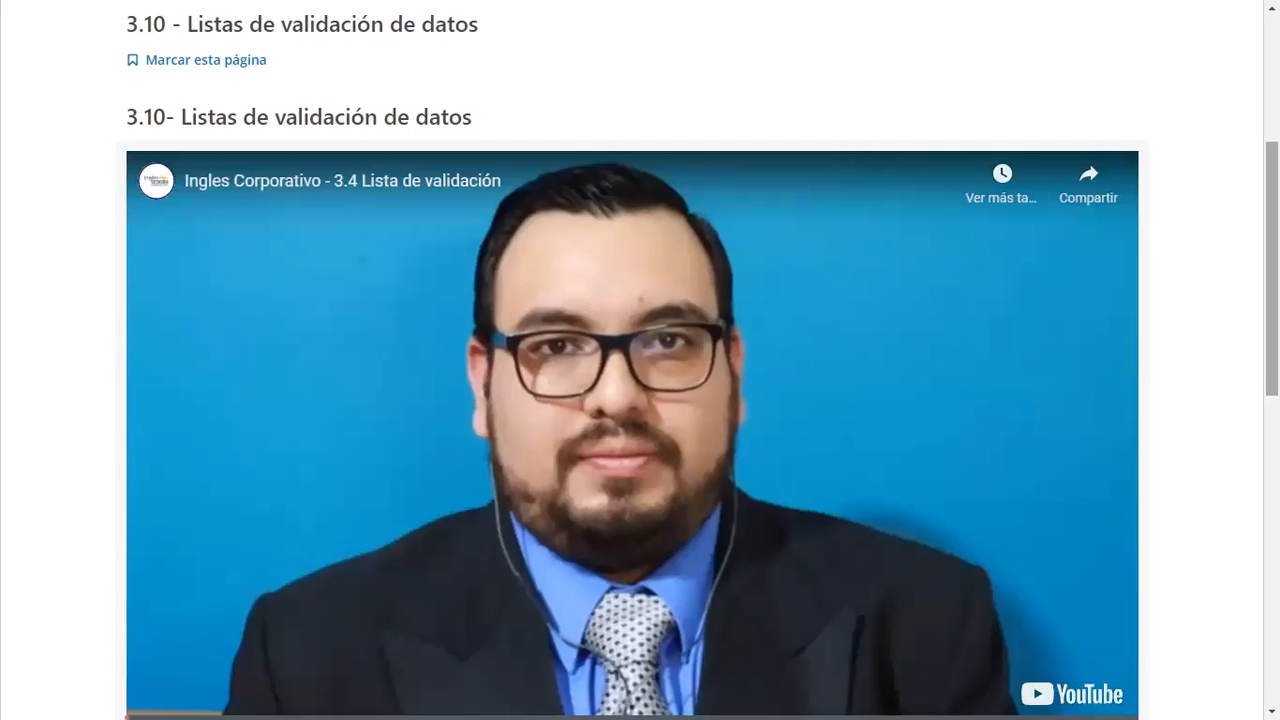 3.10 - Listas de validación de datos
Marcar esta página
3.10- Listas de validación de datos
Ingles Corporativo - 3.4 Lista de validación
Ver más ta...
Compartir
YouTube